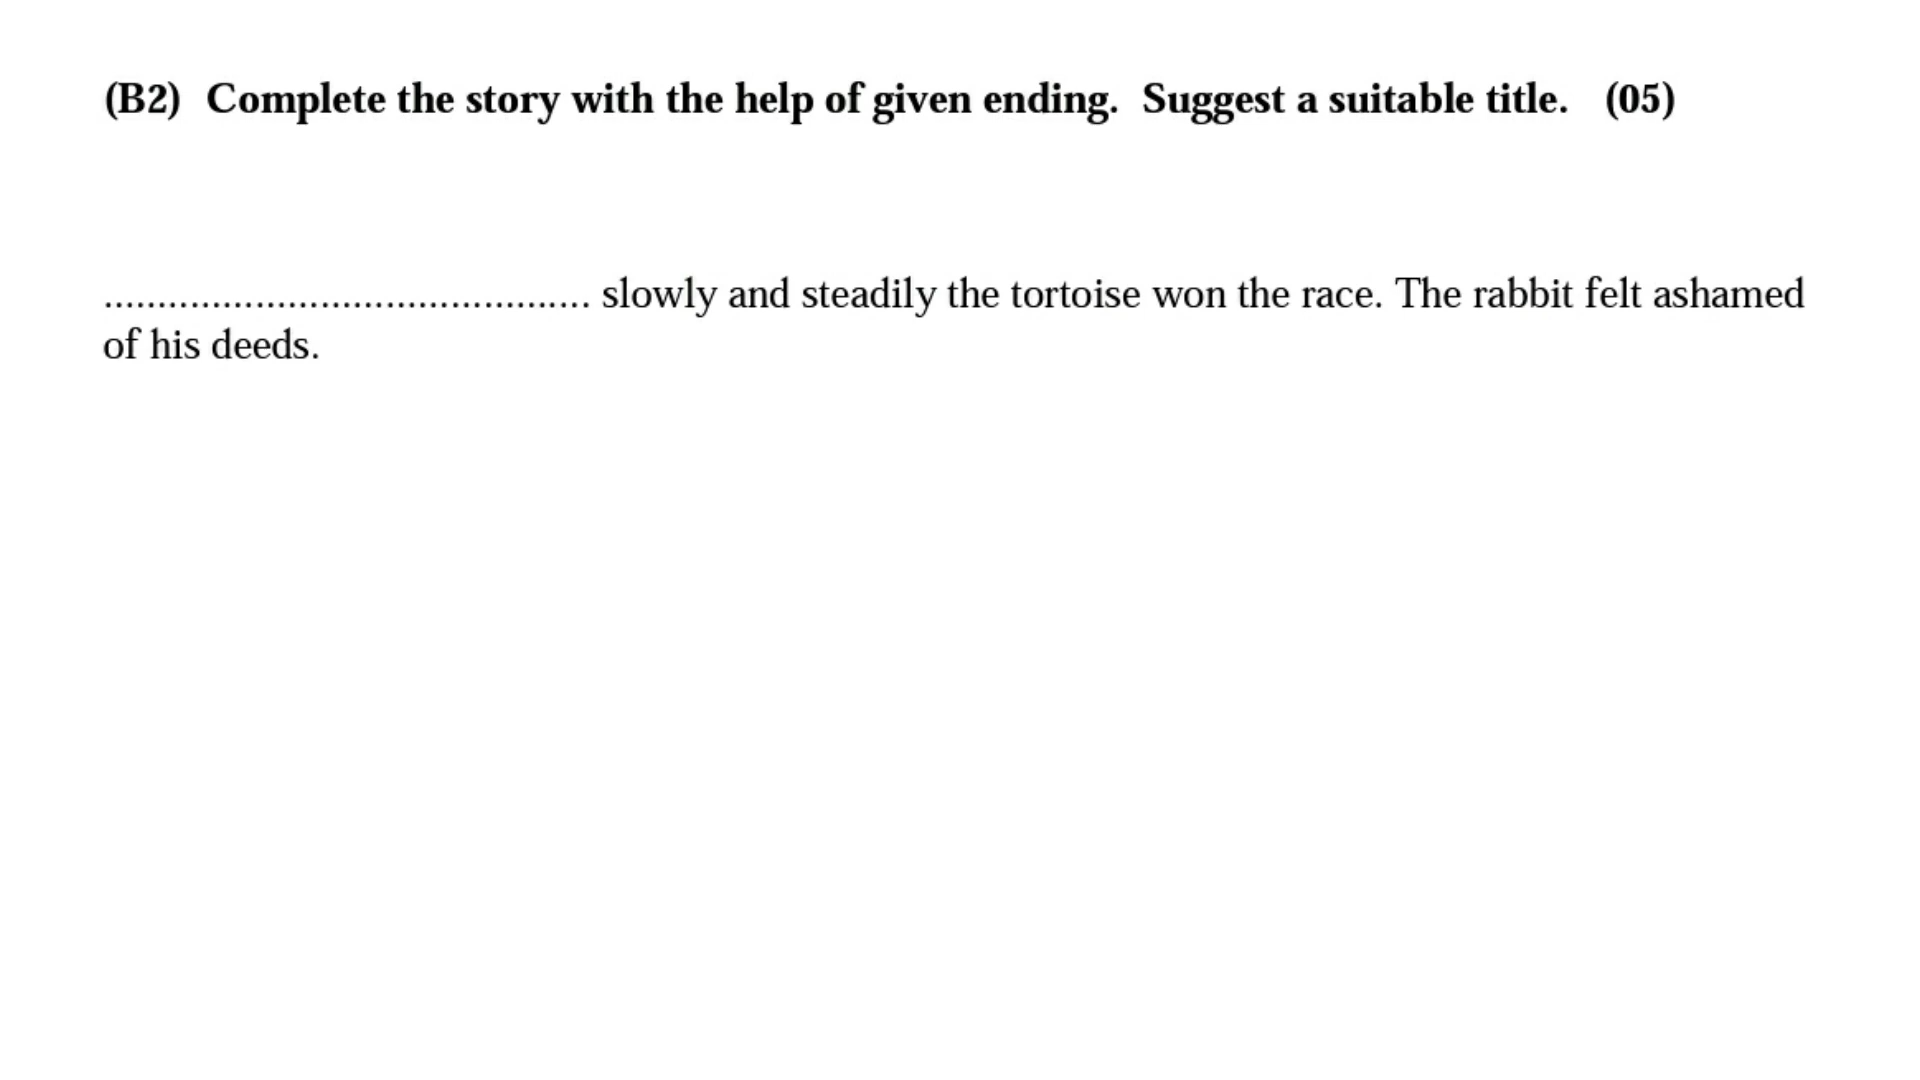 (B2) Complete the story with the help of given ending. Suggest a suitable title. (05)
.............................................. slowly and steadily the tortoise won the race. The rabbit felt ashamed
of his deeds.